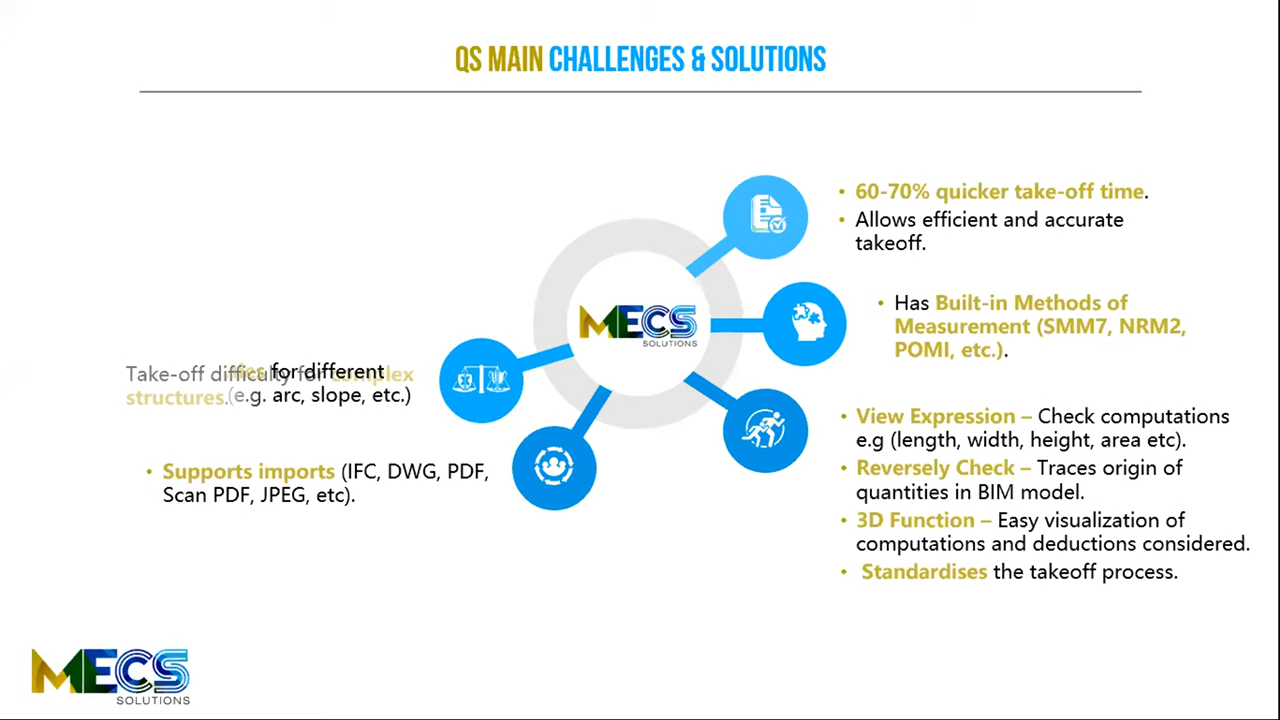 QS MAIN CHALLENGES & SOLUTIONS
• 60-70% quicker take-off time.
• Allows efficient and accurate
takeoff.
• Has Built-in Methods of
Measurement (SMM7, NRM2,
POMI, etc.).
MECS
SOLUTIONS
Take-off difficulty for complex
structures.
for different
(e.g. arc, slope, etc.)
• View Expression – Check computations
e.g (length, width, height, area etc).
• Reversely Check – Traces origin of
quantities in BIM model.
• 3D Function – Easy visualization of
computations and deductions considered.
• Standardises the takeoff process.
• Supports imports (IFC, DWG, PDF,
Scan PDF, JPEG, etc).
MECS
SOLUTIONS